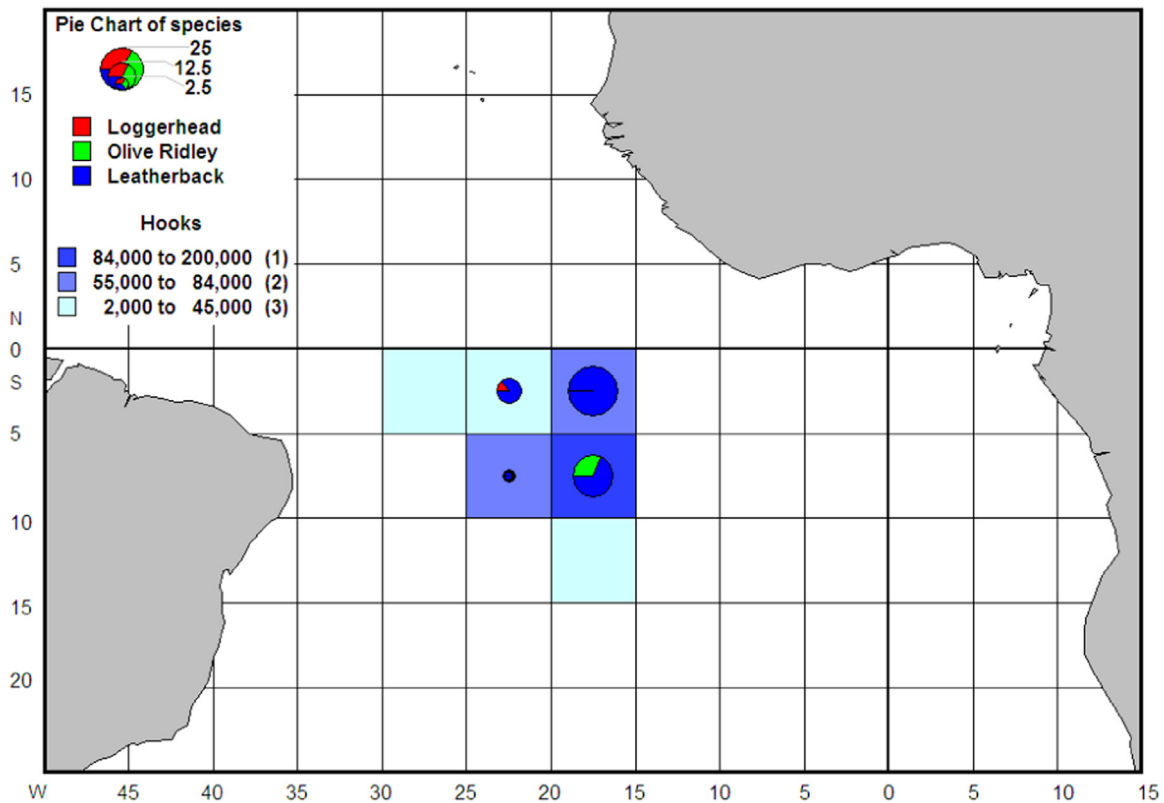 Pie Chart of species
25
12.5
2.5
Loggerhead
Olive Ridley
Leatherback
Hooks
84,000 to 200,000 (1)
55,000 to 84,000 (2)
2,000 to 45,000 (3)
15
10
5
N
0
S
5
10
15
20
W 45 40 35 30 25 20 15 10 5 0 5 10 15